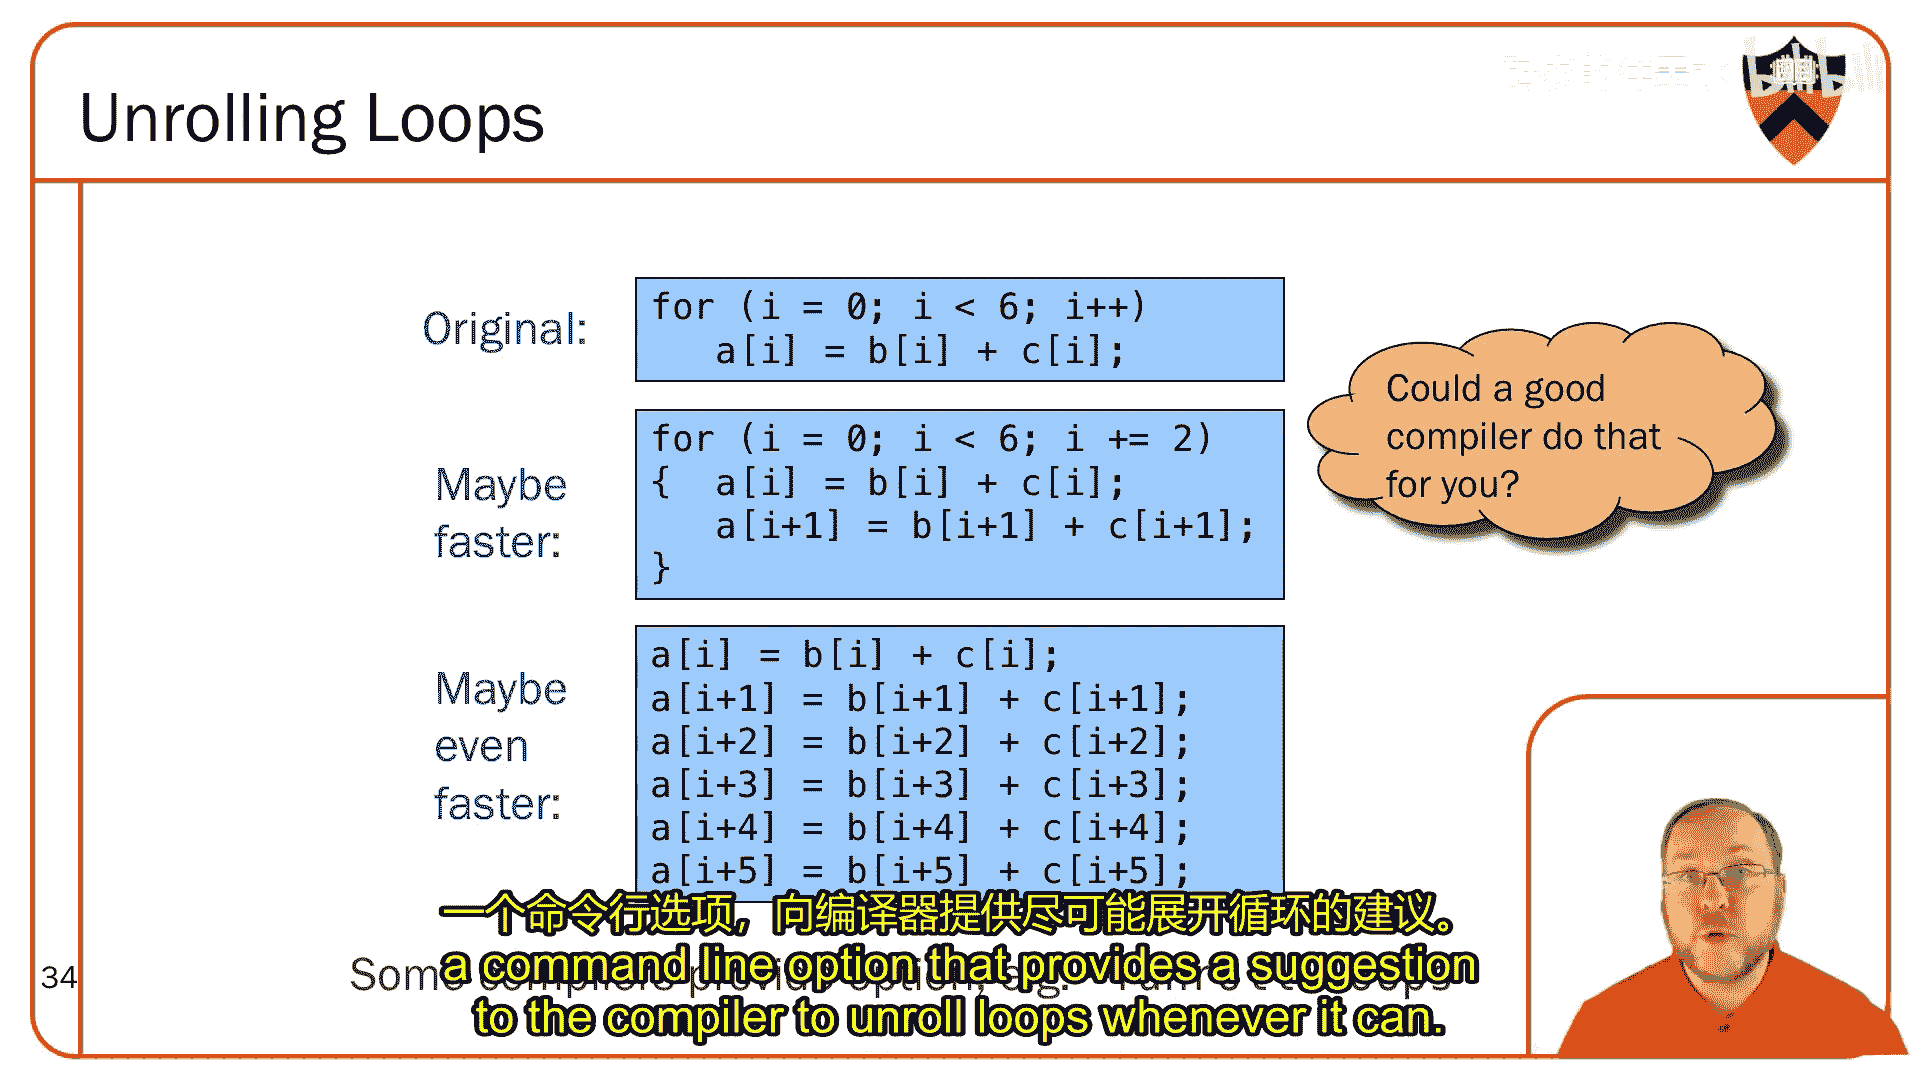 Unrolling Loops
Original:
for (i = 0; i < 6; i++)
a[i] = b[i] + c[i];
Could a good
compiler do that
for you?
Maybe
faster:
for (i = 0; i < 6; i += 2)
{ a[i] = b[i] + c[i];
a[i+1] = b[i+1] + c[i+1];
}
Maybe
even
faster:
a[i] = b[i] + c[i];
a[i+1] = b[i+1] + c[i+1];
a[i+2] = b[i+2] + c[i+2];
a[i+3] = b[i+3] + c[i+3];
a[i+4] = b[i+4] + c[i+4];
a[i+5] = b[i+5] + c[i+5];
一个命令行选项，向编译器提供尽可能展开循环的建议。
34
Some
a command line option that provides a suggestion
to the compiler to unroll loops whenever it can.